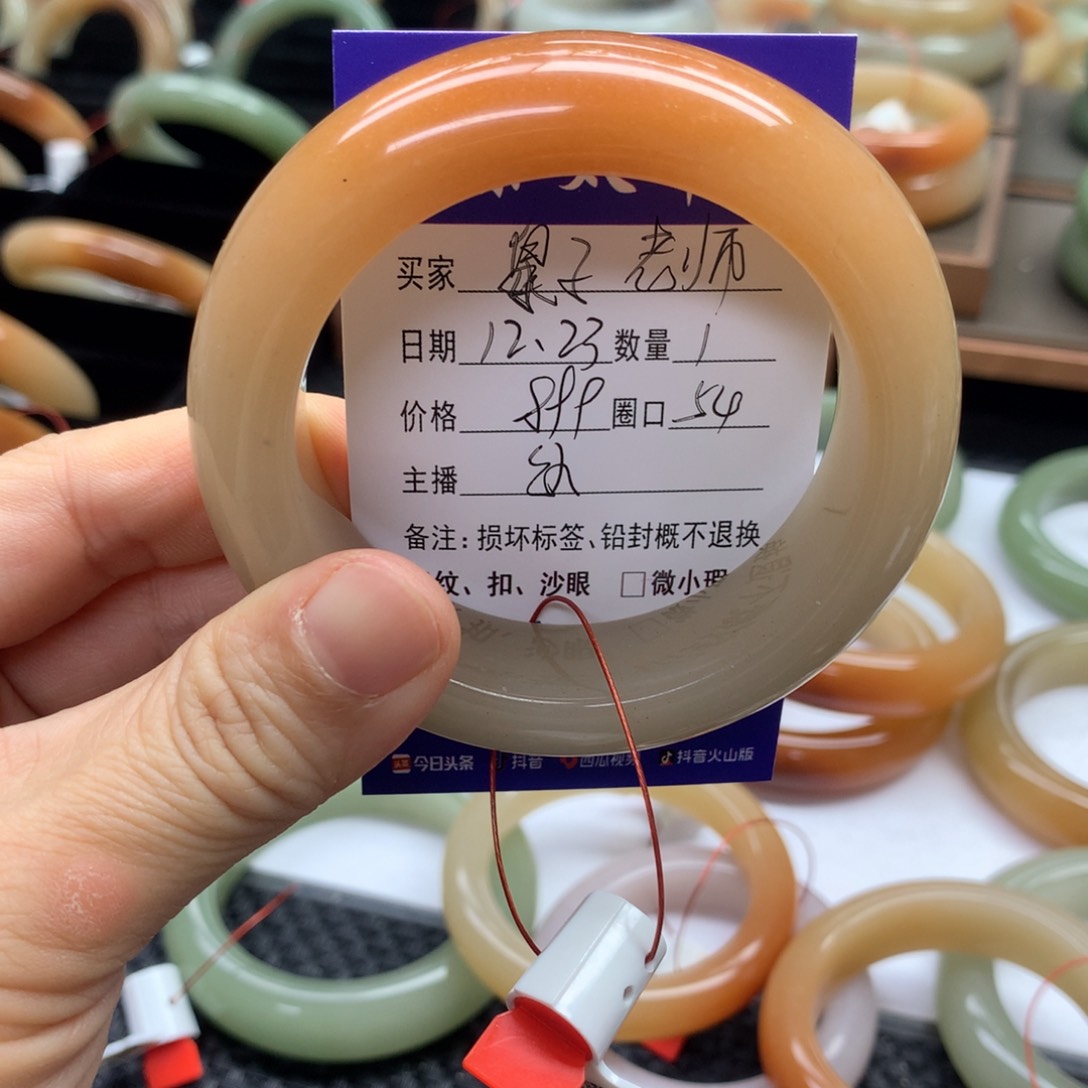 买家 子 老师
日期 12、23 数量 1
价格 899 圈口 54
主播
备注：损坏标签、铅封概不退换
纹、扣、沙眼 □微小瑕
今日头条 抖音 西瓜视频 抖音火山版